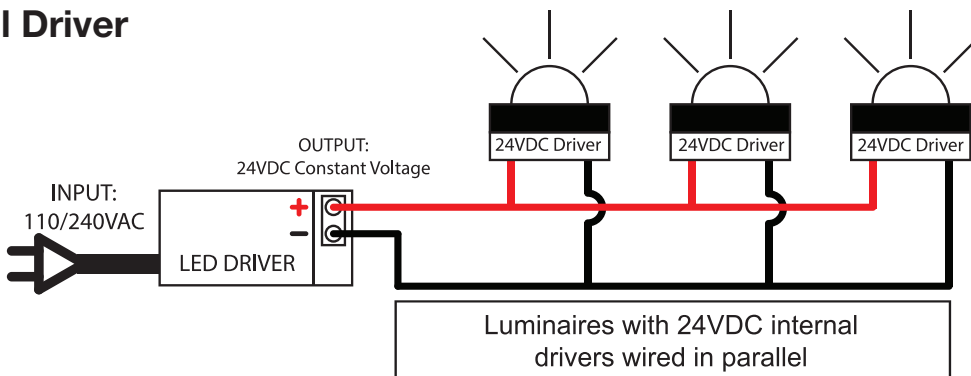 l Driver
OUTPUT:
24VDC Constant Voltage
INPUT:
110/240VAC
+
−
LED DRIVER
24VDC Driver
24VDC Driver
24VDC Driver
Luminaires with 24VDC internal
drivers wired in parallel